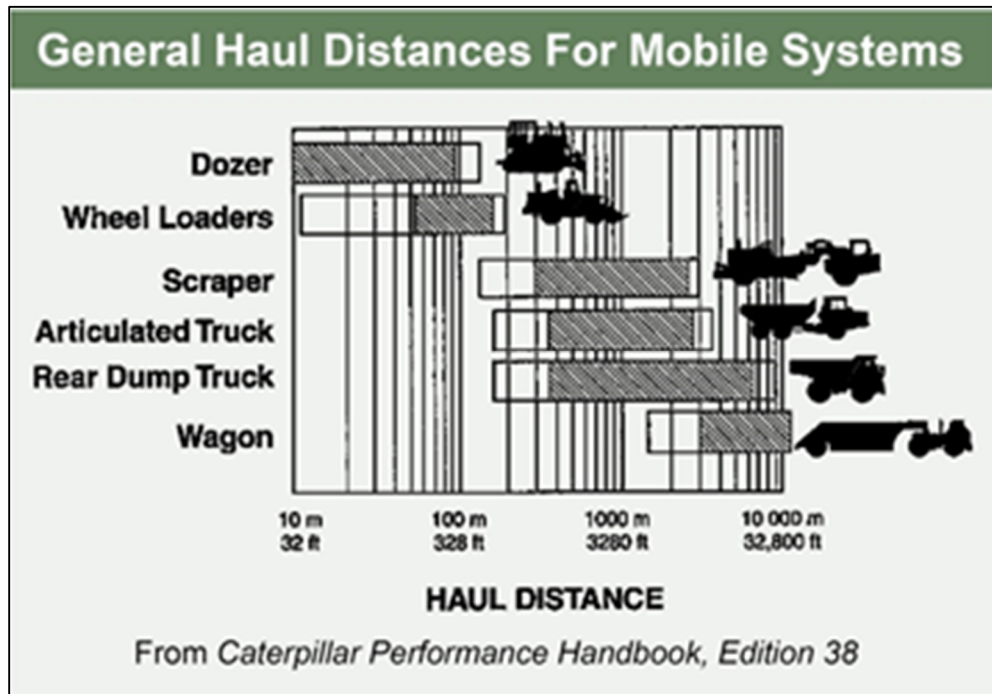 General Haul Distances For Mobile Systems
Dozer
Wheel Loaders
Scraper
Articulated Truck
Rear Dump Truck
Wagon
10 m 100 m 1000 m 10 000 m
32 ft 328 ft 3280 ft 32,800 ft
HAUL DISTANCE
From Caterpillar Performance Handbook, Edition 38